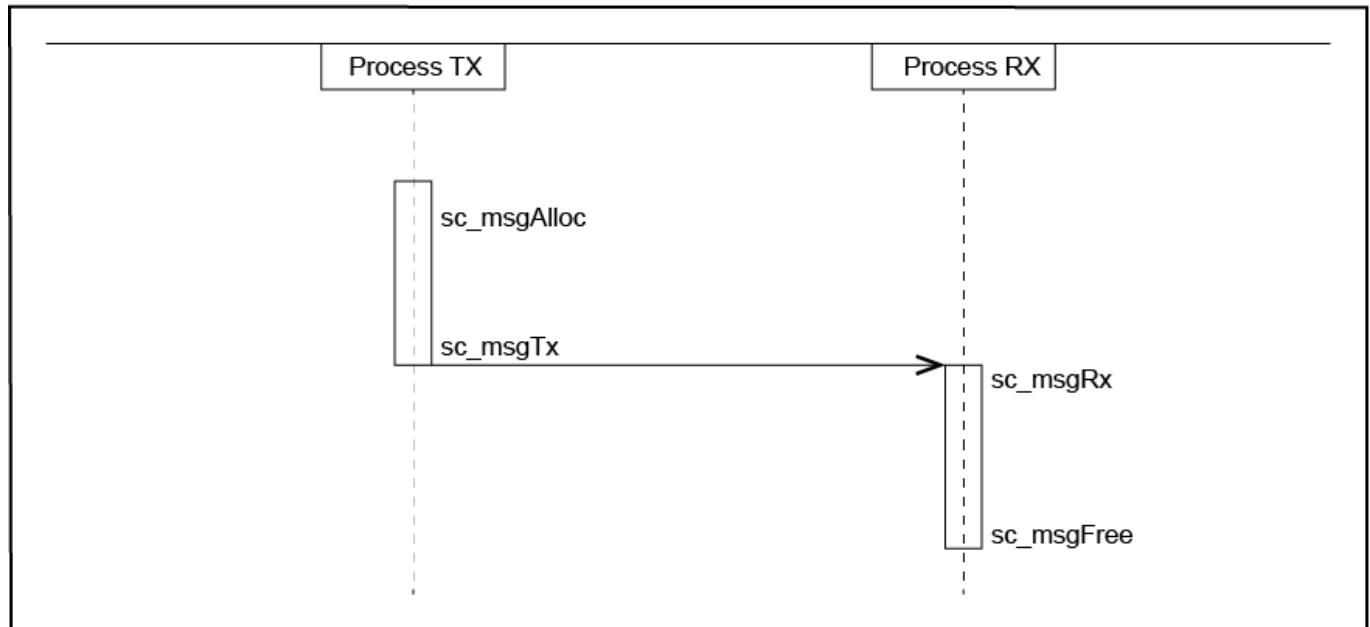 Process TX
Process RX
sc_msgAlloc
sc_msgTx
sc_msgRx
sc_msgFree